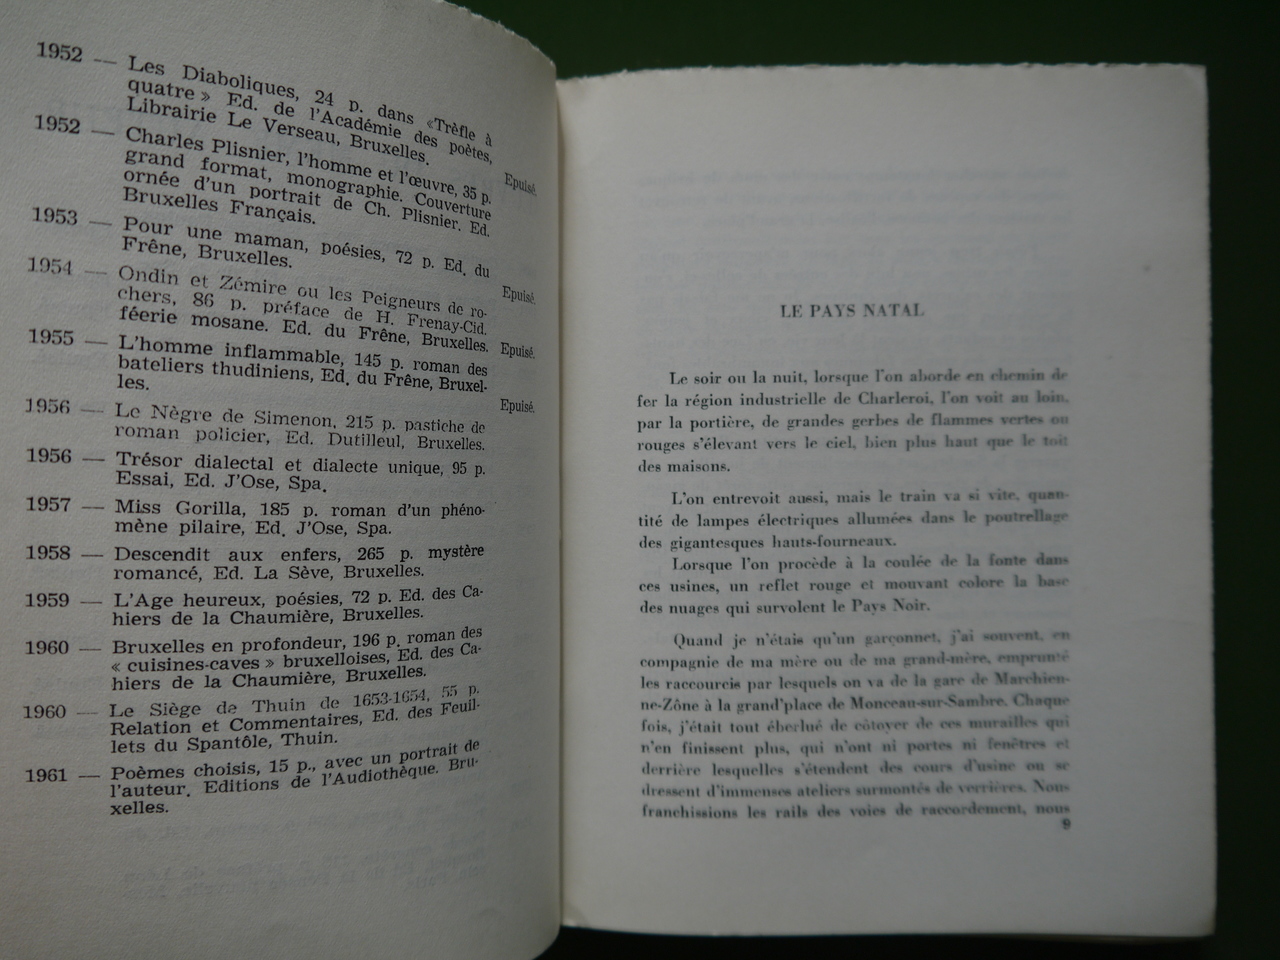 1952 — Les Diaboliques, 24 p. dans «Trèfle à
quatre» Ed. de l'Académie des poètes,
Librairie Le Verseau, Bruxelles.
1952 — Charles Plisnier, l'homme et l'œuvre, 35 p.
grand format, monographie. Couverture
ornée d'un portrait de Ch. Plisnier. Ed.
Bruxelles Français.
Epuisé.
1953 — Pour une maman, poésies, 72 p. Ed. du
Frêne, Bruxelles.
1954 — Ondin et Zémire ou les Peigneurs de ro-
chers, 86 p. préface de H. Frenay-Cid.
féerie mosane. Ed. du Frêne, Bruxelles.
Epuisé.
1955 — L'homme inflammable, 145 p. roman des
bateliers thudiniens, Ed. du Frêne, Bruxel-
les.
Epuisé.
1956 — Le Nègre de Simenon, 215 p. pastiche de
roman policier, Ed. Dutilleul, Bruxelles.
Epuisé.
1956 — Trésor dialectal et dialecte unique, 95 p.
Essai, Ed. J'Ose, Spa.
1957 — Miss Gorilla, 185 p. roman d'un phéno-
mène pilaire, Ed. J'Ose, Spa.
1958 — Descendit aux enfers, 265 p. mystère
romancé, Ed. La Sève, Bruxelles.
1959 — L'Age heureux, poésies, 72 p. Ed. des Ca-
hiers de la Chaumière, Bruxelles.
1960 — Bruxelles en profondeur, 196 p. roman des
« cuisines-caves » bruxelloises, Ed. des Ca-
hiers de la Chaumière, Bruxelles.
1960 — Le Siège de Thuin de 1653-1654, 55 p.
Relation et Commentaires, Ed. des Feuil-
lets du Spantôle, Thuin.
1961 — Poèmes choisis, 15 p., avec un portrait de
l'auteur. Editions de l'Audiothèque. Bru-
xelles.
LE PAYS NATAL
Le soir ou la nuit, lorsque l'on aborde en chemin de
fer la région industrielle de Charleroi, l'on voit au loin,
par la portière, de grandes gerbes de flammes vertes ou
rouges s'élevant vers le ciel, bien plus haut que le toit
des maisons.
L'on entrevoit aussi, mais le train va si vite, quan-
tité de lampes électriques allumées dans le poutrellage
des gigantesques hauts-fourneaux.
Lorsque l'on procède à la coulée de la fonte dans
ces usines, un reflet rouge et mouvant colore la base
des nuages qui survolent le Pays Noir.
Quand je n'étais qu'un garçonnet, j'ai souvent, en
compagnie de ma mère ou de ma grand-mère, emprunté
les raccourcis par lesquels on va de la gare de Marchien-
ne-Zône à la grand'place de Monceau-sur-Sambre. Chaque
fois, j'était tout éberlué de côtoyer de ces murailles qui
n'en finissent plus, qui n'ont ni portes ni fenêtres et
derrière lesquelles s'étendent des cours d'usine ou se
dressent d'immenses ateliers surmontés de verrières. Nous
franchissions les rails des voies de raccordement, nous
9